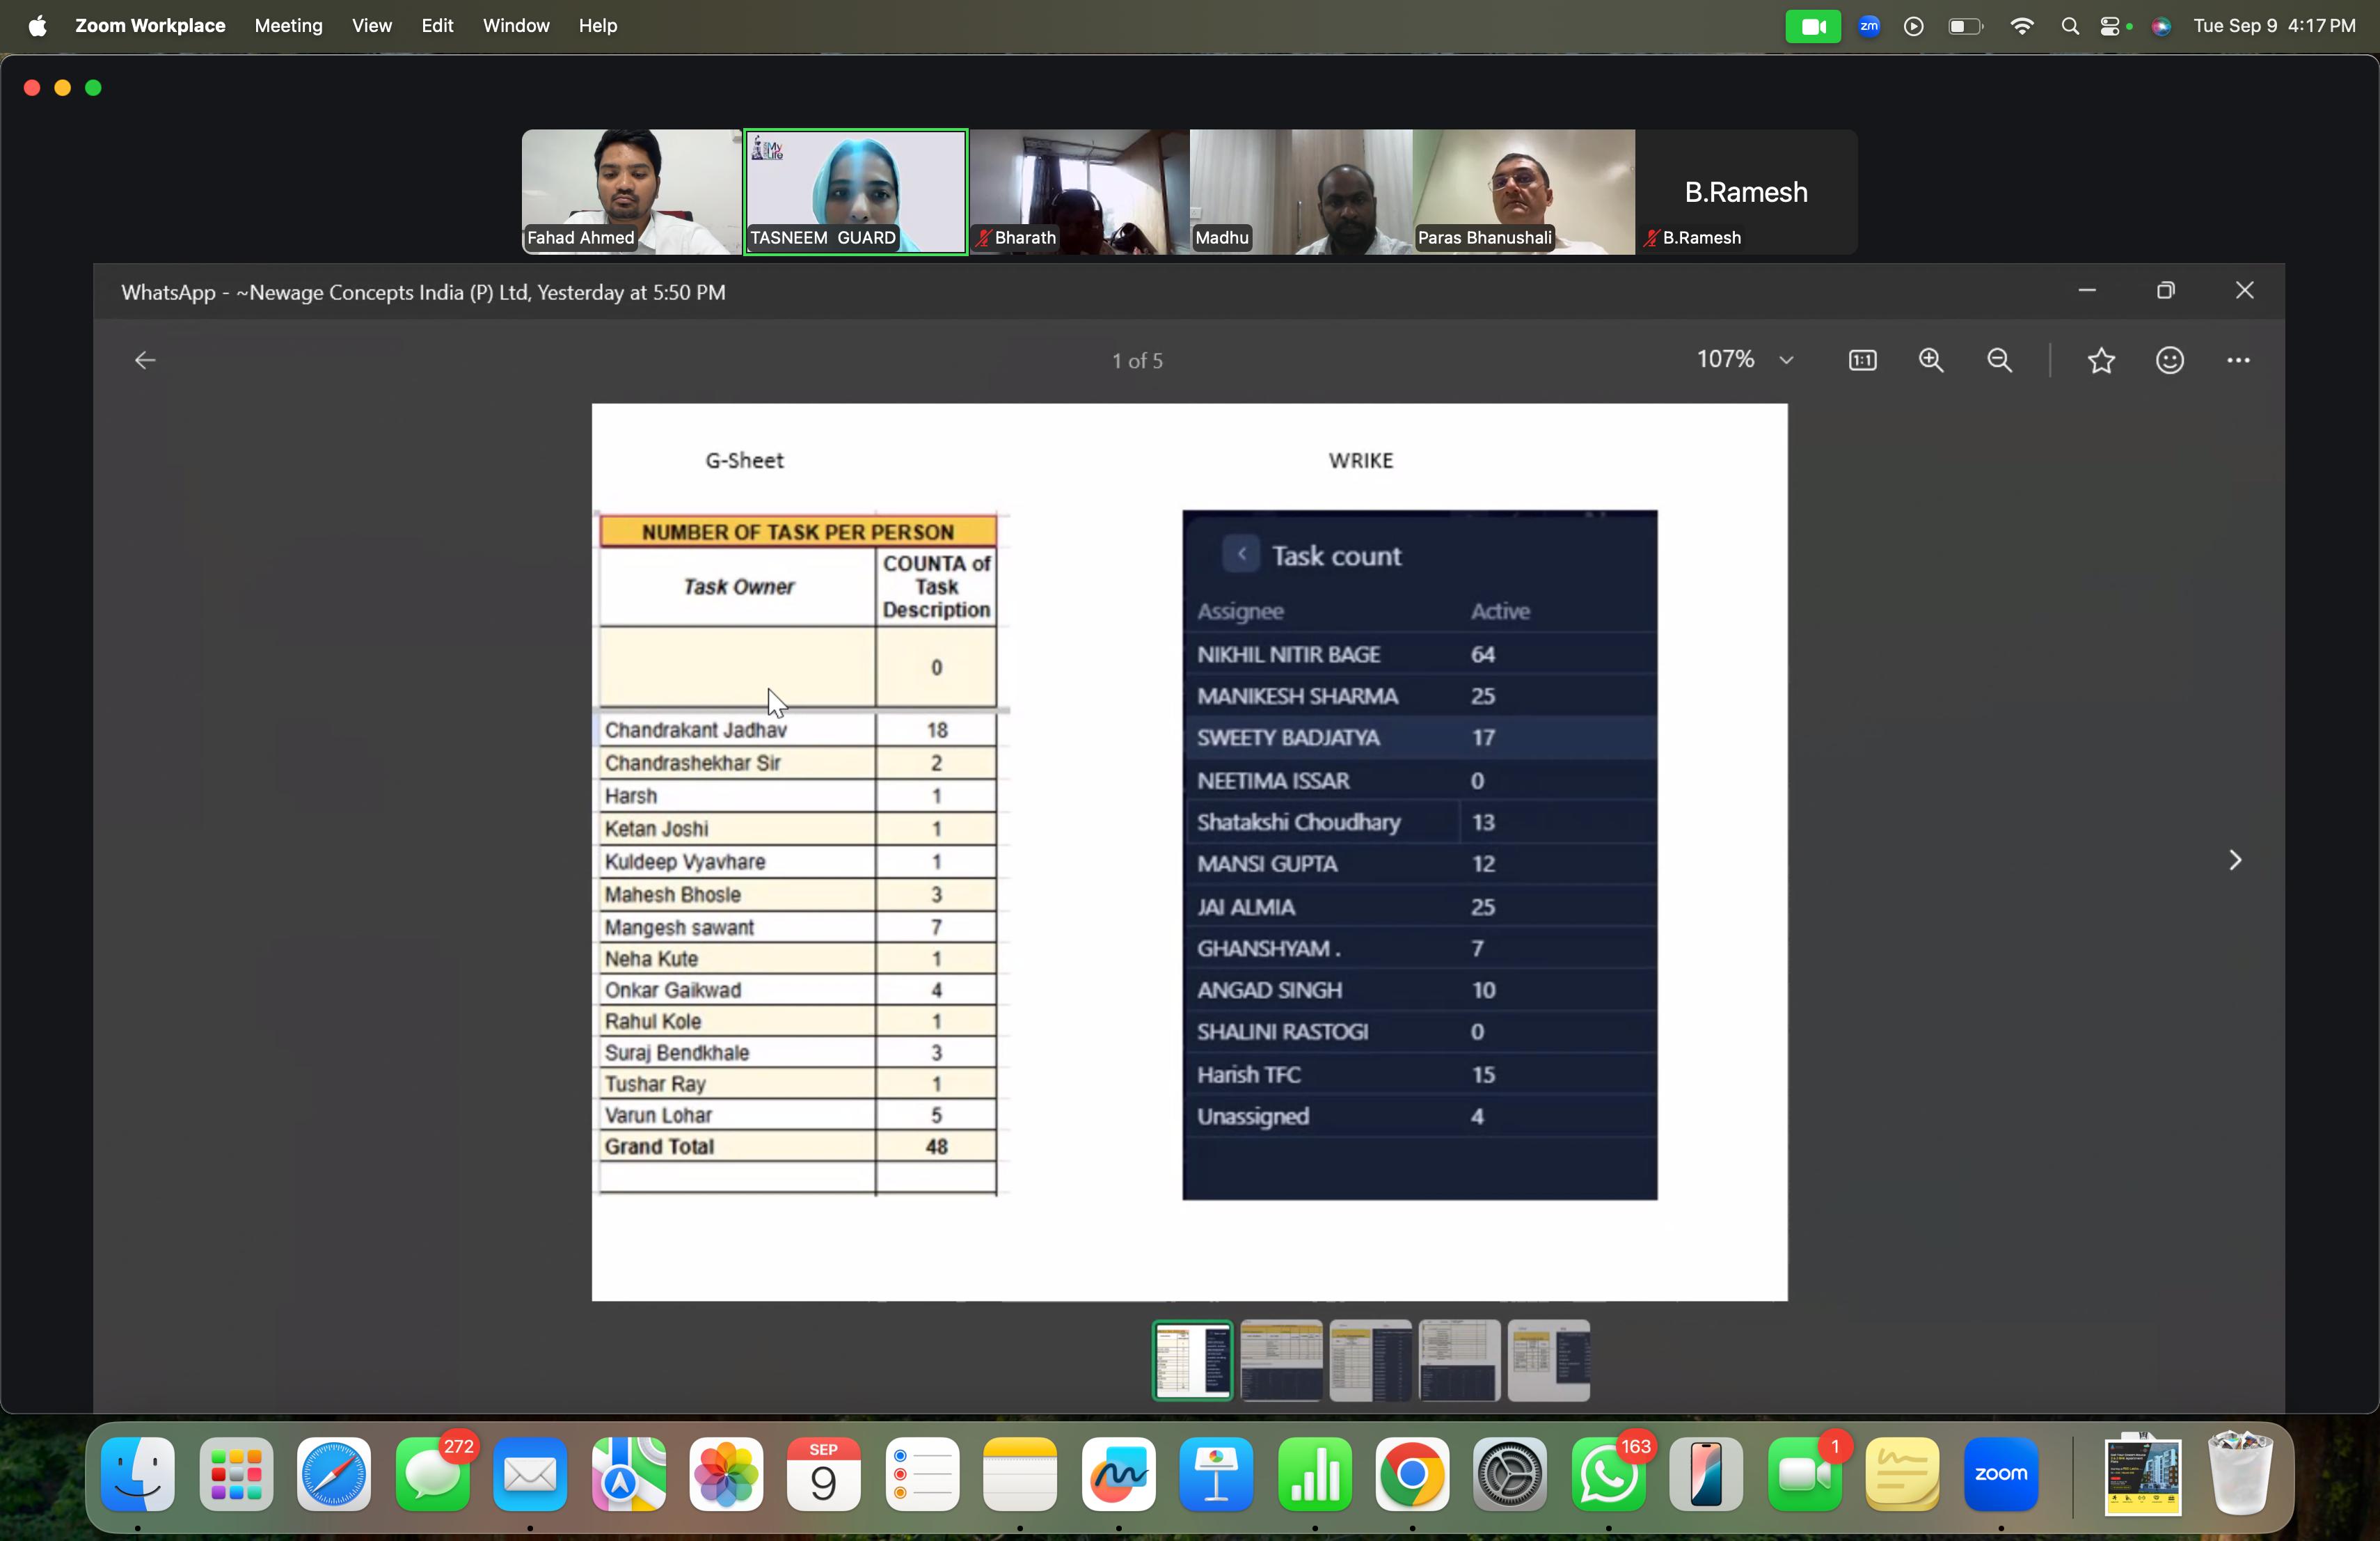 Zoom Workplace Meeting View Edit Window Help
zm
Tue Sep 9 4:17 PM
My
Life
Fahad Ahmed
TASNEEM GUARD
Bharath
Madhu
Paras Bhanushali
B.Ramesh
B.Ramesh
WhatsApp - ~Newage Concepts India (P) Ltd, Yesterday at 5:50 PM
1 of 5
107%
1:1
G-Sheet
NUMBER OF TASK PER PERSON
Task Owner COUNTA of Task Description
0
Chandrakant Jadhav 18
Chandrashekhar Sir 2
Harsh 1
Ketan Joshi 1
Kuldeep Vyavhare 1
Mahesh Bhosle 3
Mangesh sawant 7
Neha Kute 1
Onkar Gaikwad 4
Rahul Kole 1
Suraj Bendkhale 3
Tushar Ray 1
Varun Lohar 5
Grand Total 48
WRIKE
Task count
Assignee Active
NIKHIL NITIR BAGE 64
MANIKESH SHARMA 25
SWEETY BADJATYA 17
NEETIMA ISSAR 0
Shatakshi Choudhary 13
MANSI GUPTA 12
JAI ALMIA 25
GHANSHYAM . 7
ANGAD SINGH 10
SHALINI RASTOGI 0
Harish TFC 15
Unassigned 4
272
SEP
9
163
1
zoom